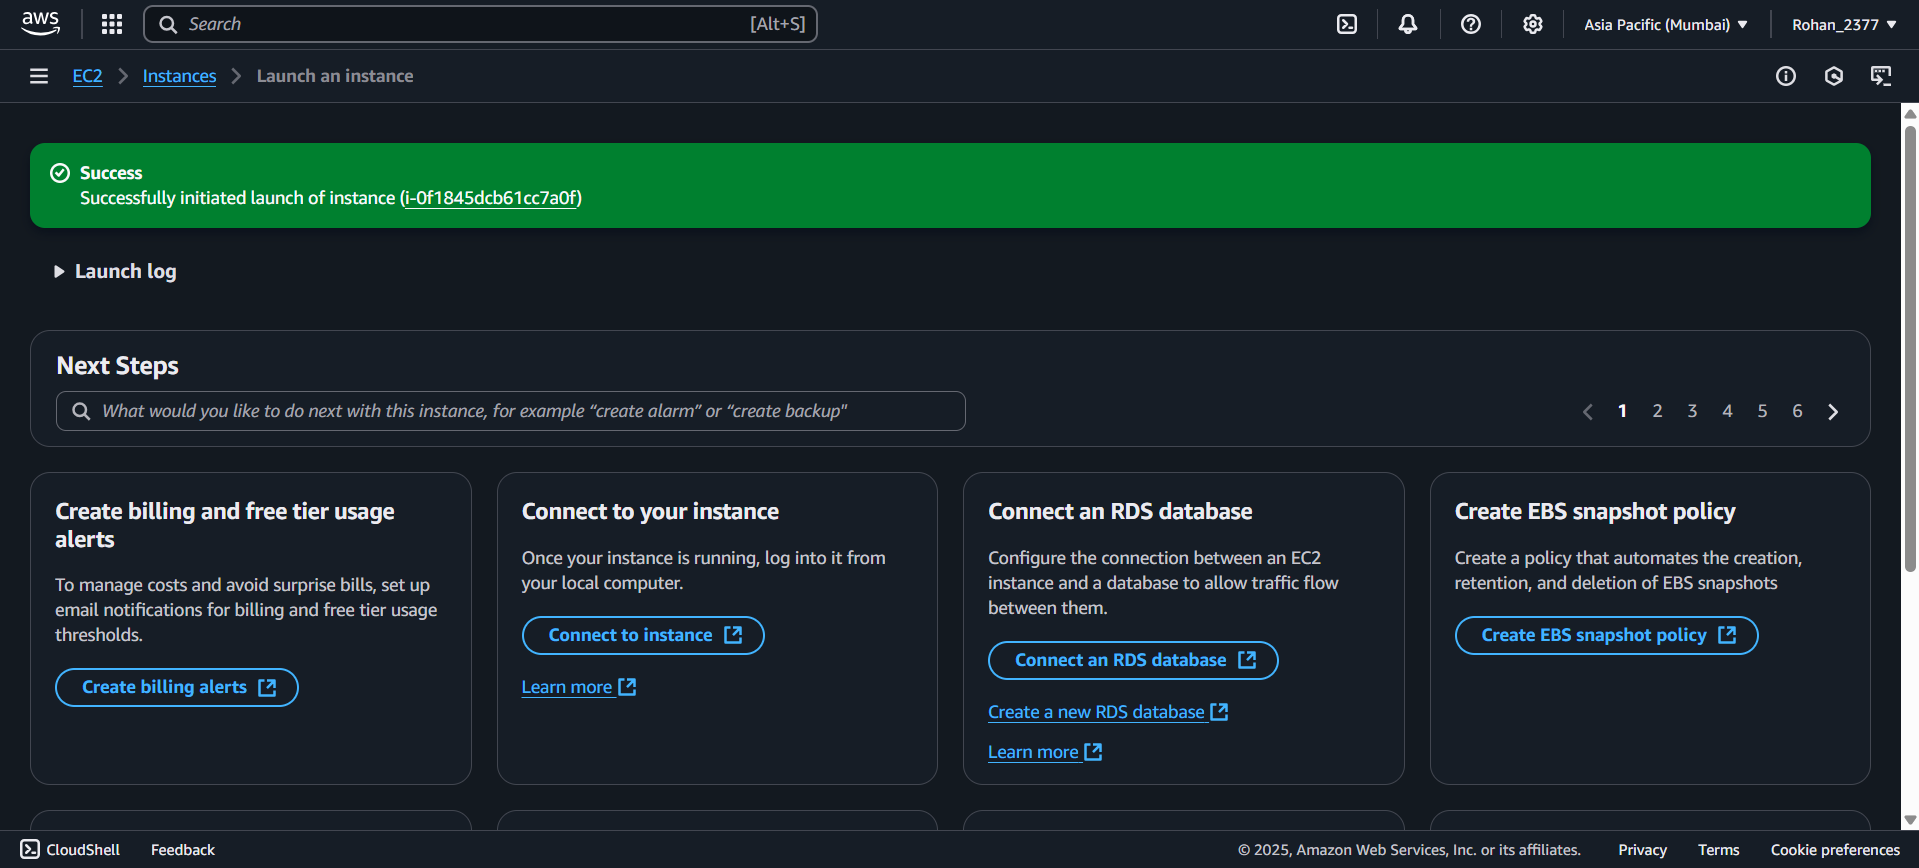 aws
Search [Alt+S]
Asia Pacific (Mumbai)
Rohan_2377
EC2 Instances Launch an instance
Success
Successfully initiated launch of instance (i-0f1845dcb61cc7a0f)
Launch log
Next Steps
What would you like to do next with this instance, for example “create alarm” or “create backup"
1 2 3 4 5 6
Create billing and free tier usage
alerts
To manage costs and avoid surprise bills, set up
email notifications for billing and free tier usage
thresholds.
Create billing alerts
Connect to your instance
Once your instance is running, log into it from
your local computer.
Connect to instance
Learn more
Connect an RDS database
Configure the connection between an EC2
instance and a database to allow traffic flow
between them.
Connect an RDS database
Create a new RDS database
Learn more
Create EBS snapshot policy
Create a policy that automates the creation,
retention, and deletion of EBS snapshots
Create EBS snapshot policy
CloudShell Feedback
© 2025, Amazon Web Services, Inc. or its affiliates. Privacy Terms Cookie preferences